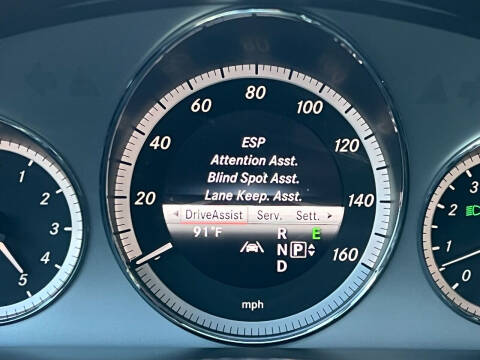 80
60
100
ESP
40
120
Attention Asst.
Blind Spot Asst.
20
140
Lane Keep. Asst.
DriveAssist Serv. Sett.
91°F R E
N P
160
D
mph
1
2
3
4
5
3
2
1
0